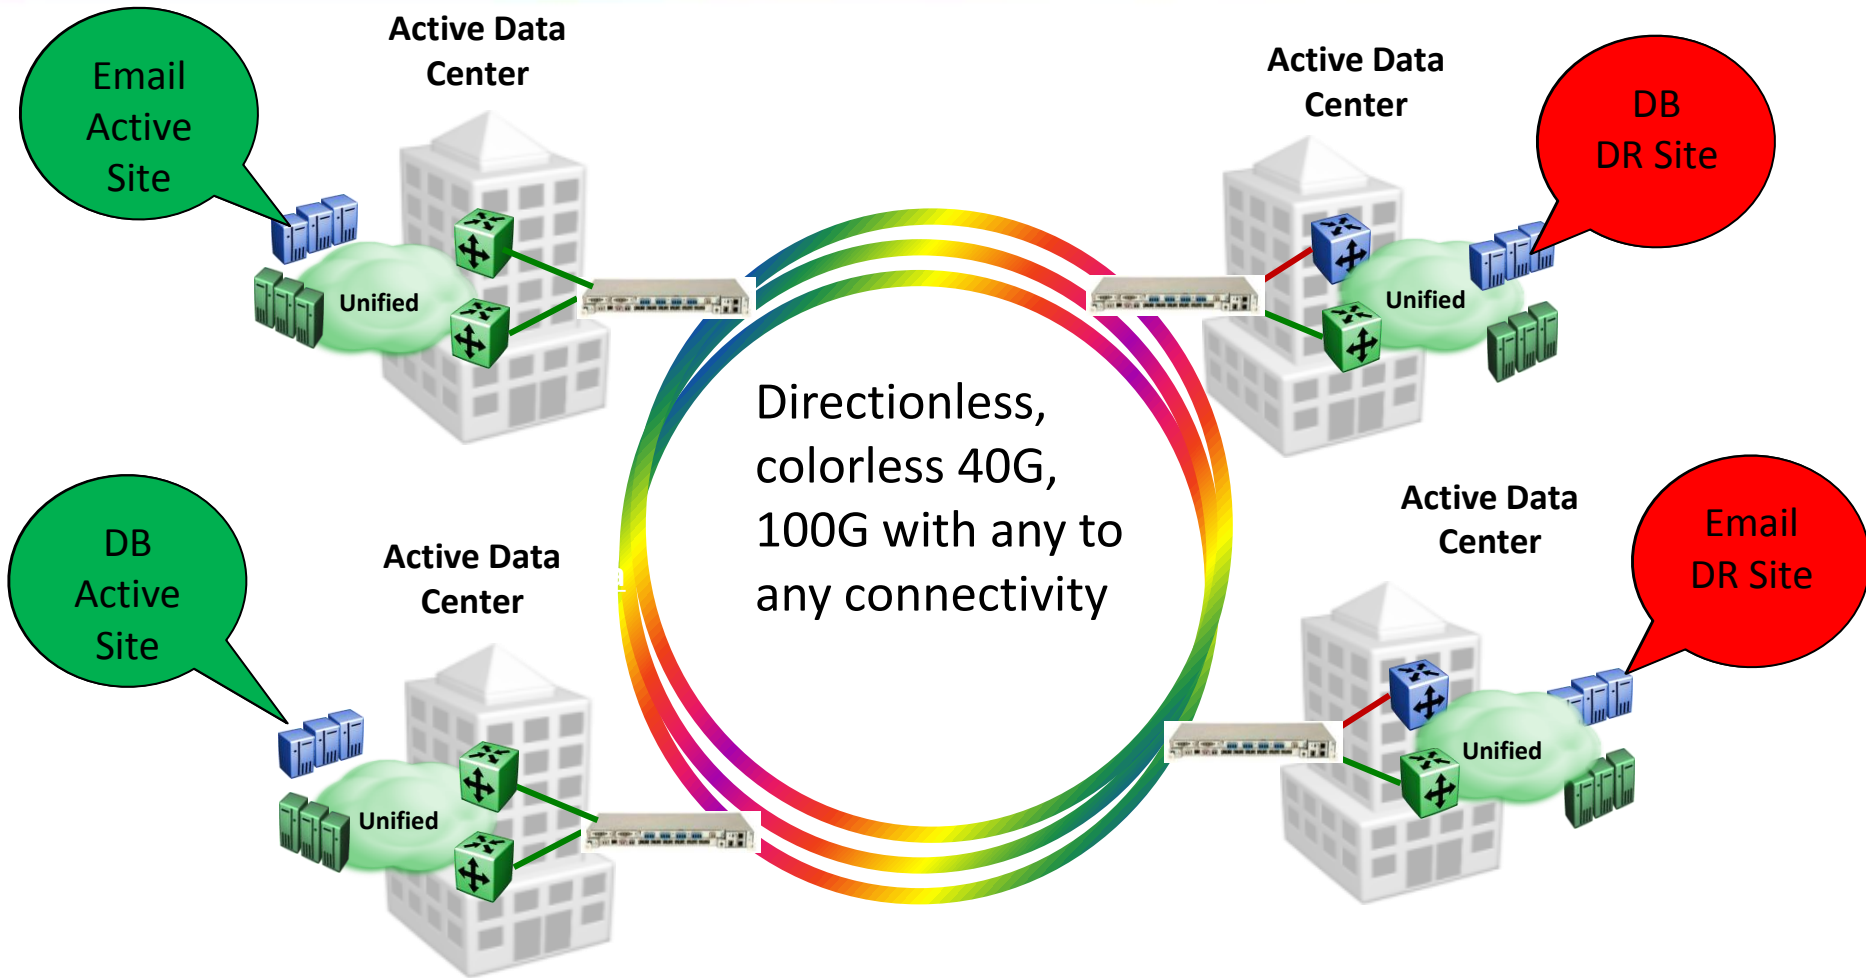 Active Data
Center
Email
Active
Site
Unified
Active Data
Center
DB
DR Site
Unified
Directionless,
colorless 40G,
100G with any to
any connectivity
DB
Active
Site
Active Data
Center
a
Unified
Active Data
Center
Email
DR Site
Unified